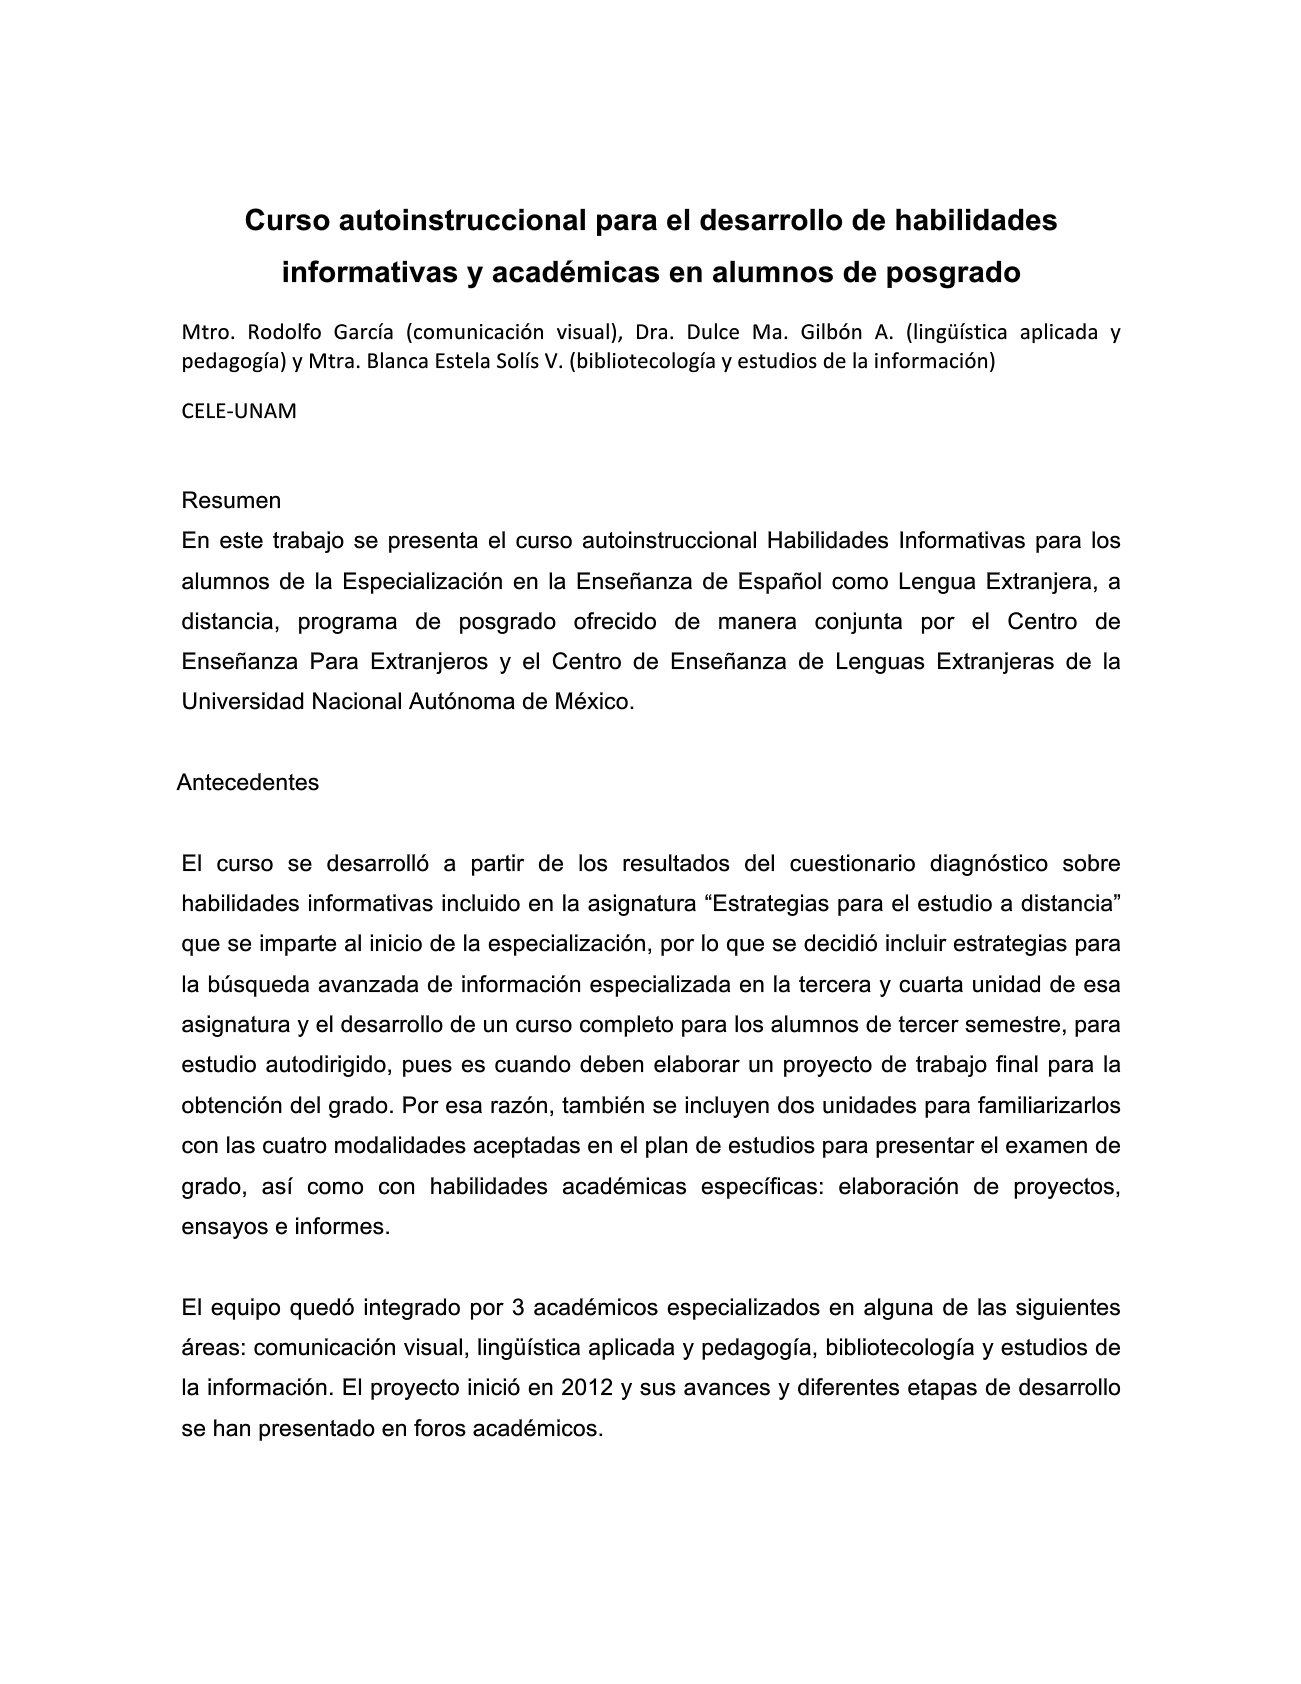 Curso autoinstruccional para el desarrollo de habilidades
informativas y académicas en alumnos de posgrado
Mtro. Rodolfo García (comunicación visual), Dra. Dulce Ma. Gilbón A. (lingüística aplicada y
pedagogía) y Mtra. Blanca Estela Solís V. (bibliotecología y estudios de la información)
CELE-UNAM
Resumen
En este trabajo se presenta el curso autoinstruccional Habilidades Informativas para los
alumnos de la Especialización en la Enseñanza de Español como Lengua Extranjera, a
distancia, programa de posgrado ofrecido de manera conjunta por el Centro de
Enseñanza Para Extranjeros y el Centro de Enseñanza de Lenguas Extranjeras de la
Universidad Nacional Autónoma de México.
Antecedentes
El curso se desarrolló a partir de los resultados del cuestionario diagnóstico sobre
habilidades informativas incluido en la asignatura “Estrategias para el estudio a distancia”
que se imparte al inicio de la especialización, por lo que se decidió incluir estrategias para
la búsqueda avanzada de información especializada en la tercera y cuarta unidad de esa
asignatura y el desarrollo de un curso completo para los alumnos de tercer semestre, para
estudio autodirigido, pues es cuando deben elaborar un proyecto de trabajo final para la
obtención del grado. Por esa razón, también se incluyen dos unidades para familiarizarlos
con las cuatro modalidades aceptadas en el plan de estudios para presentar el examen de
grado, así como con habilidades académicas específicas: elaboración de proyectos,
ensayos e informes.
El equipo quedó integrado por 3 académicos especializados en alguna de las siguientes
áreas: comunicación visual, lingüística aplicada y pedagogía, bibliotecología y estudios de
la información. El proyecto inició en 2012 y sus avances y diferentes etapas de desarrollo
se han presentado en foros académicos.